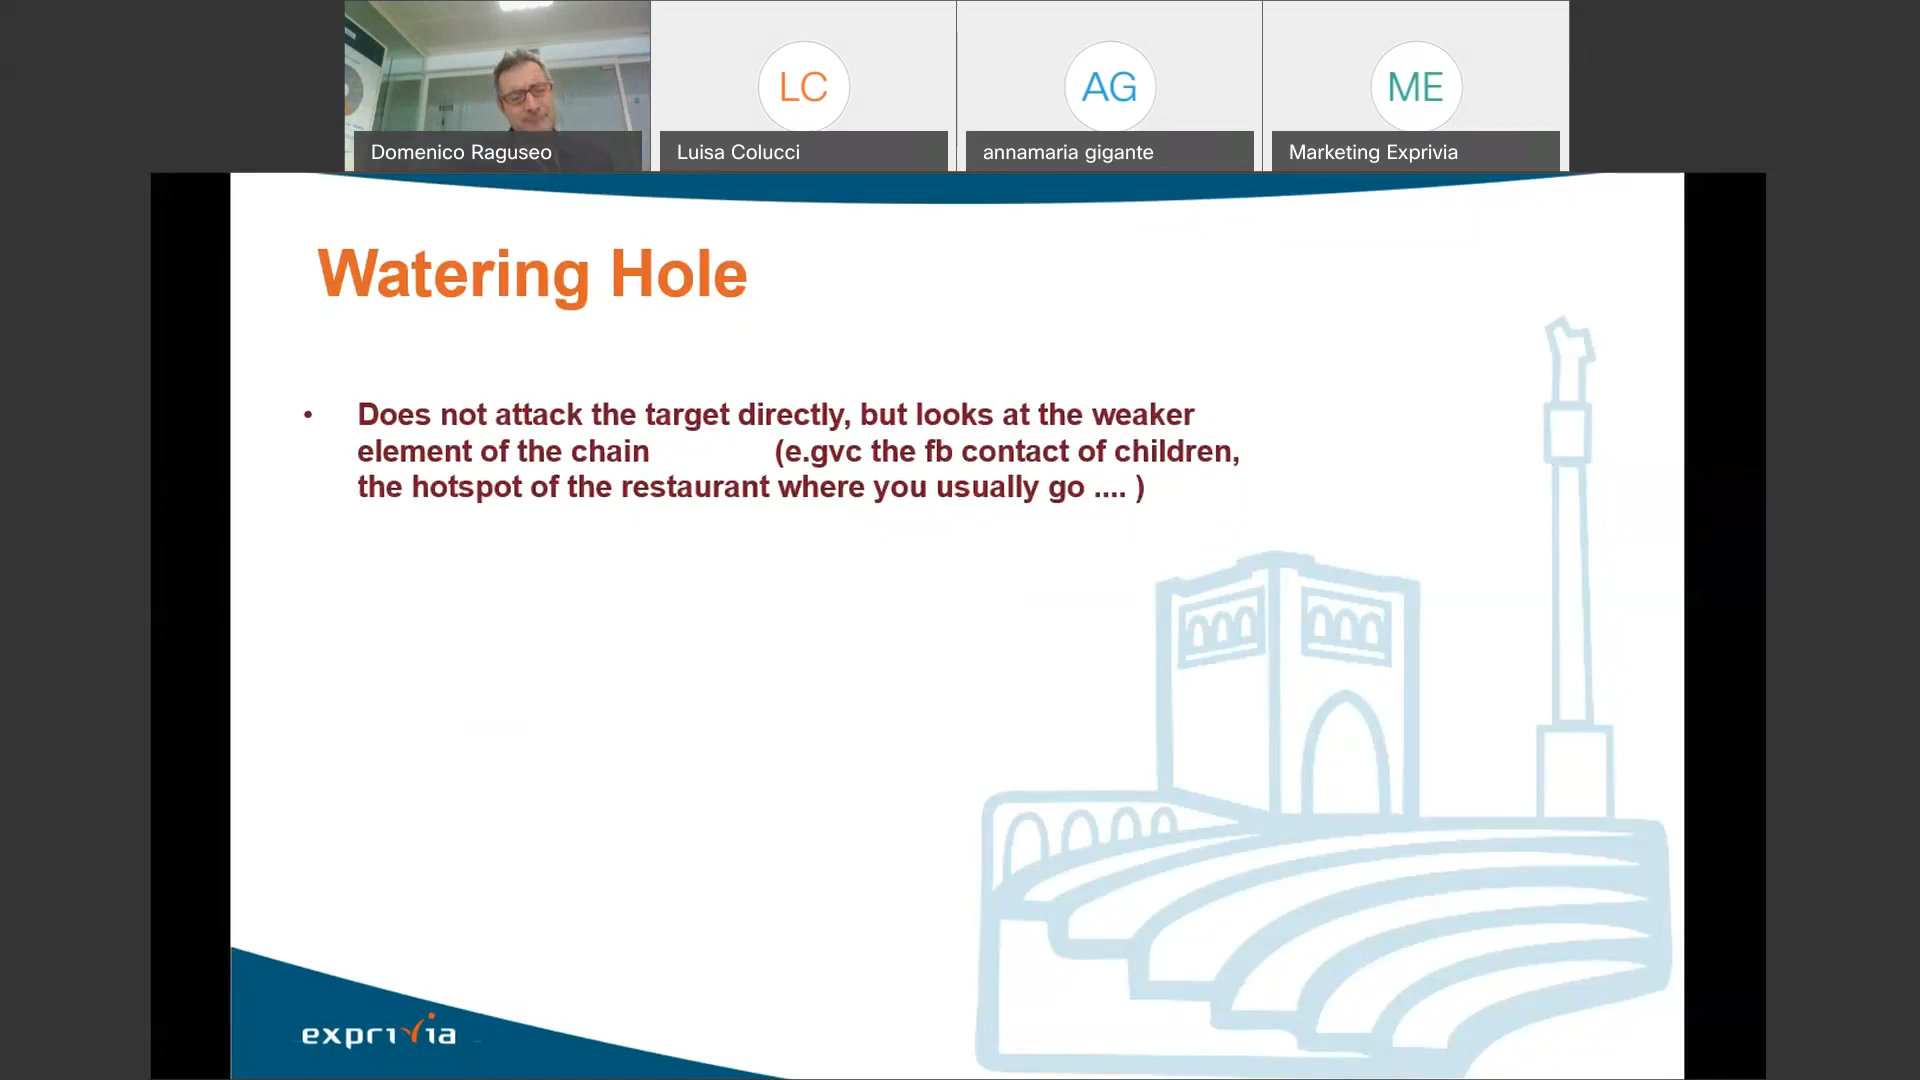 LC
AG
ME
Domenico Raguseo
Luisa Colucci
annamaria gigante
Marketing Exprivia
Watering Hole
• Does not attack the target directly, but looks at the weaker
element of the chain (e.gvc the fb contact of children,
the hotspot of the restaurant where you usually go .... )
exprivia